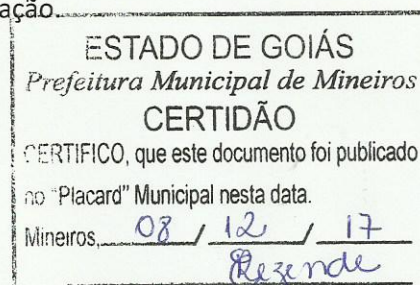 ação.
ESTADO DE GOIÁS
Prefeitura Municipal de Mineiros
CERTIDÃO
CERTIFICO, que este documento foi publicado
no "Placard" Municipal nesta data.
Mineiros, 08 / 12 / 17
Rezende